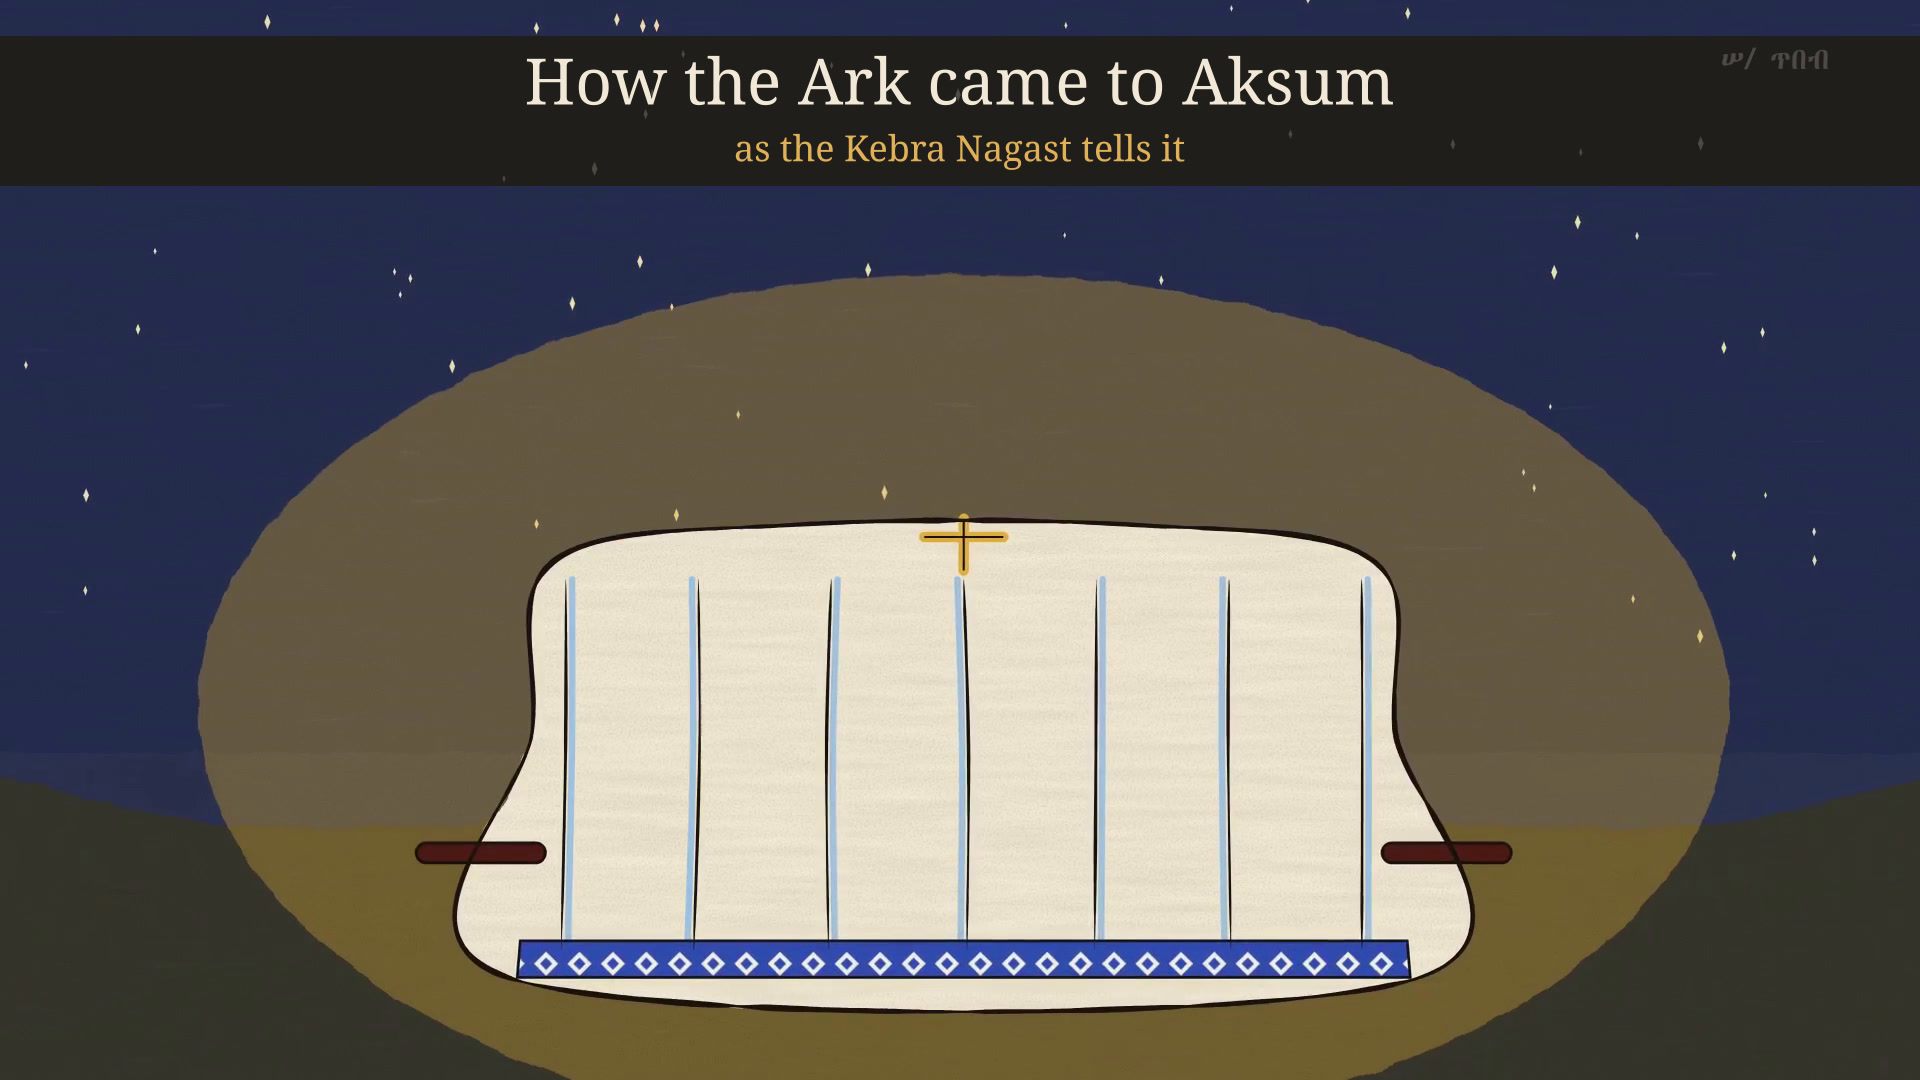 How the Ark came to Aksum
ሠ/ ጥበብ
as the Kebra Nagast tells it